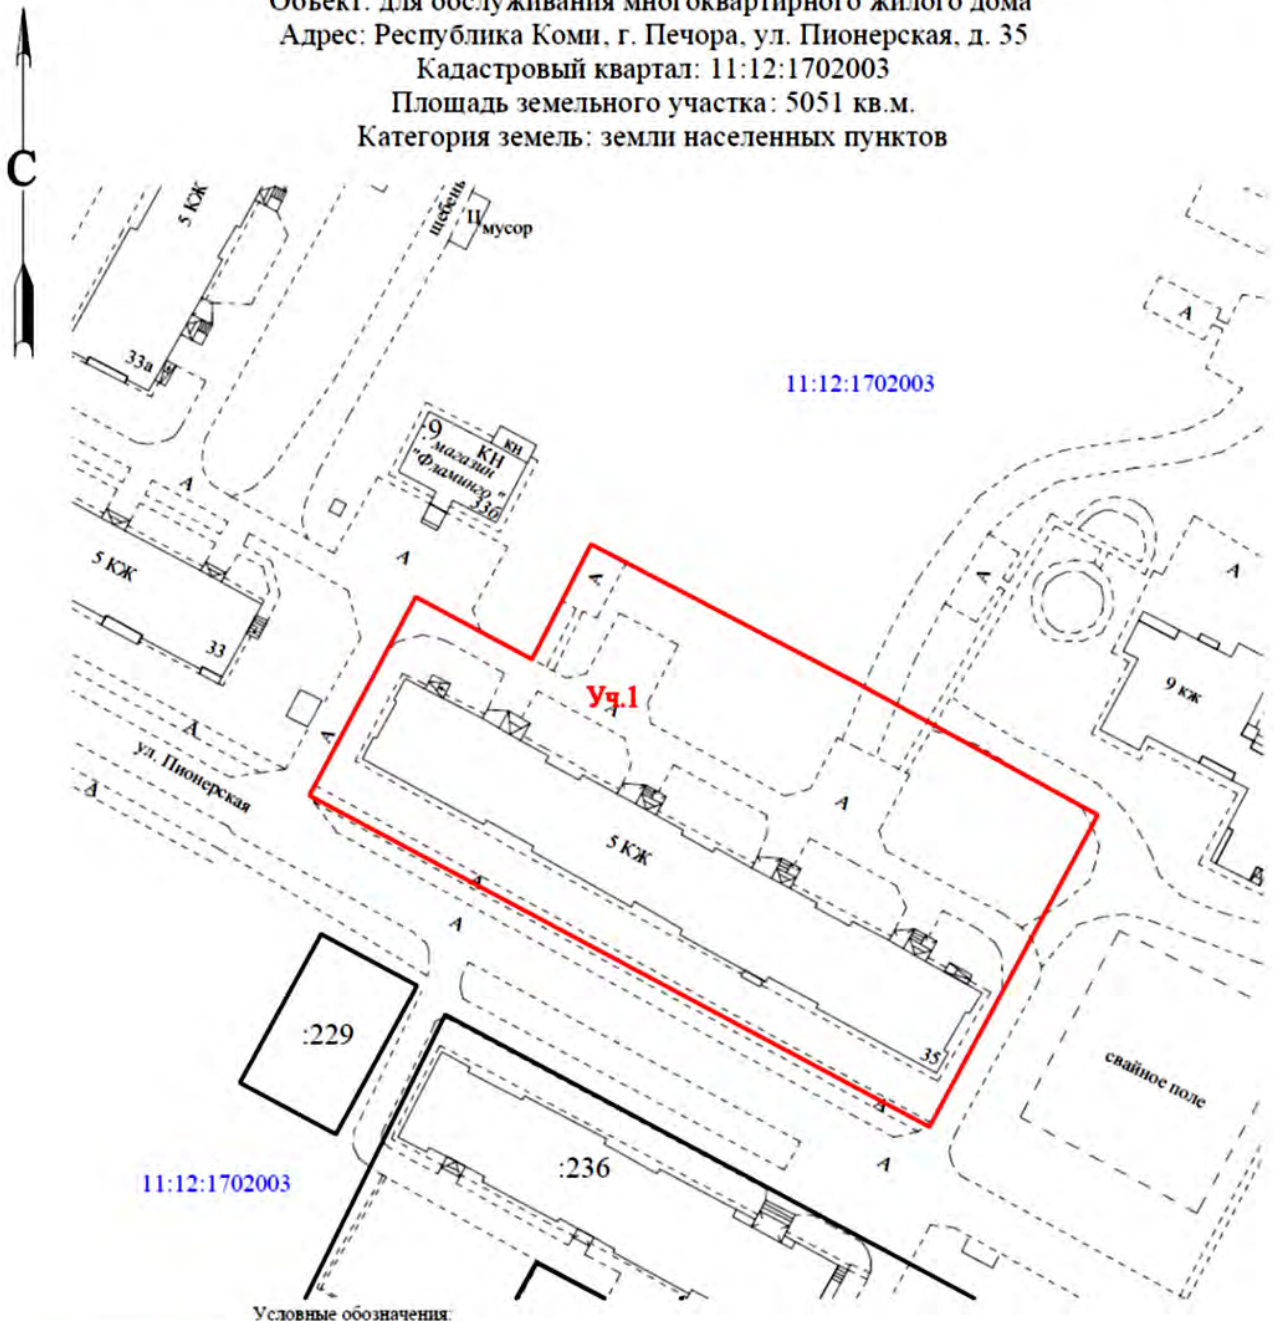 Объект: для обслуживания многоквартирного жилого дома
Адрес: Республика Коми, г. Печора, ул. Пионерская, д. 35
Кадастровый квартал: 11:12:1702003
Площадь земельного участка: 5051 кв.м.
Категория земель: земли населенных пунктов
С
5 КЖ
щебень
Ц
мусор
А
33а
11:12:1702003
:9
КН
кн
магазин
"Фламинго"
33б
А
А
5 КЖ
А
А
А
33
9 кж
Уч.1
А
А
А
ул. Пионерская
А
А
5 КЖ
А
А
:229
35
свайное поле
А
:236
А
11:12:1702003
Условные обозначения: